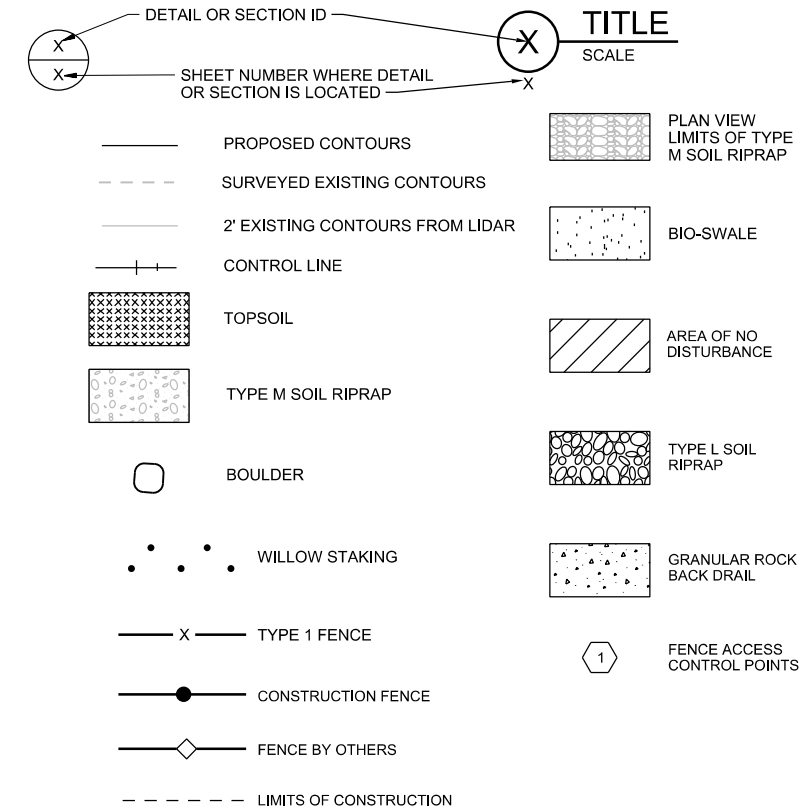 DETAIL OR SECTION ID
X
X
SHEET NUMBER WHERE DETAIL
OR SECTION IS LOCATED
X
TITLE
SCALE
X
PROPOSED CONTOURS
SURVEYED EXISTING CONTOURS
2' EXISTING CONTOURS FROM LIDAR
CONTROL LINE
TOPSOIL
TYPE M SOIL RIPRAP
BOULDER
WILLOW STAKING
X
TYPE 1 FENCE
CONSTRUCTION FENCE
FENCE BY OTHERS
LIMITS OF CONSTRUCTION
PLAN VIEW
LIMITS OF TYPE
M SOIL RIPRAP
BIO-SWALE
AREA OF NO
DISTURBANCE
TYPE L SOIL
RIPRAP
GRANULAR ROCK
BACK DRAIL
1
FENCE ACCESS
CONTROL POINTS